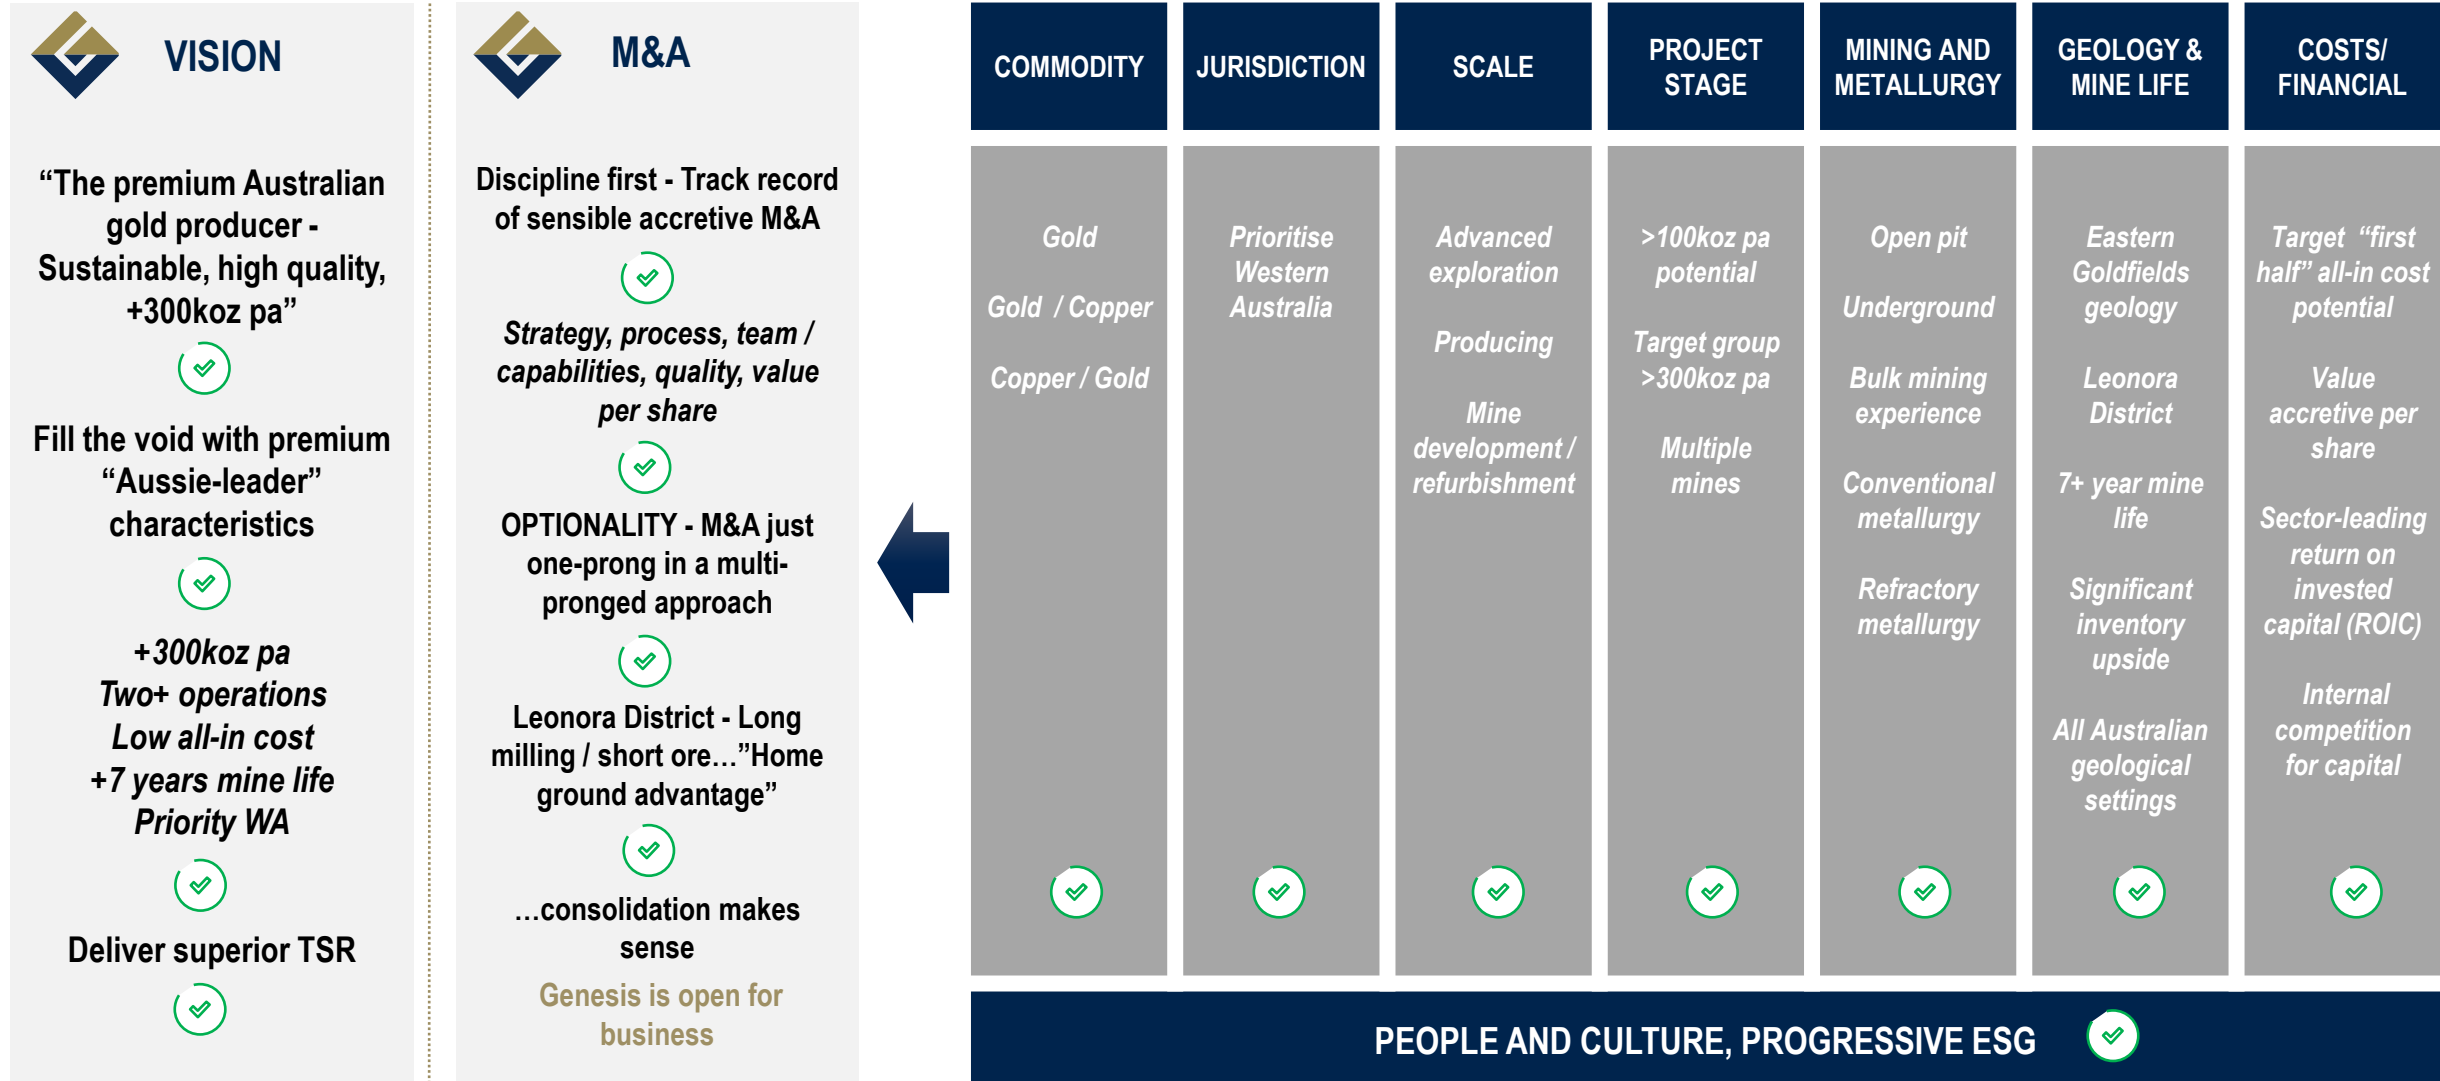 VISION
“The premium Australian
gold producer -
Sustainable, high quality,
+300koz pa”
Fill the void with premium
“Aussie-leader”
characteristics
+300koz pa
Two+ operations
Low all-in cost
+7 years mine life
Priority WA
Deliver superior TSR
M&A
Discipline first - Track record
of sensible accretive M&A
Strategy, process, team /
capabilities, quality, value
per share
OPTIONALITY - M&A just
one-prong in a multi-
pronged approach
Leonora District - Long
milling / short ore…”Home
ground advantage”
…consolidation makes
sense
Genesis is open for
business
COMMODITY
Gold
Gold / Copper
Copper / Gold
JURISDICTION
Prioritise
Western
Australia
SCALE
Advanced
exploration
Producing
Mine
development /
refurbishment
PROJECT
STAGE
>100koz pa
potential
Target group
>300koz pa
Multiple
mines
MINING AND
METALLURGY
Open pit
Underground
Bulk mining
experience
Conventional
metallurgy
Refractory
metallurgy
GEOLOGY &
MINE LIFE
Eastern
Goldfields
geology
Leonora
District
7+ year mine
life
Significant
inventory
upside
All Australian
geological
settings
COSTS/
FINANCIAL
Target “first
half” all-in cost
potential
Value
accretive per
share
Sector-leading
return on
invested
capital (ROIC)
Internal
competition
for capital
PEOPLE AND CULTURE, PROGRESSIVE ESG